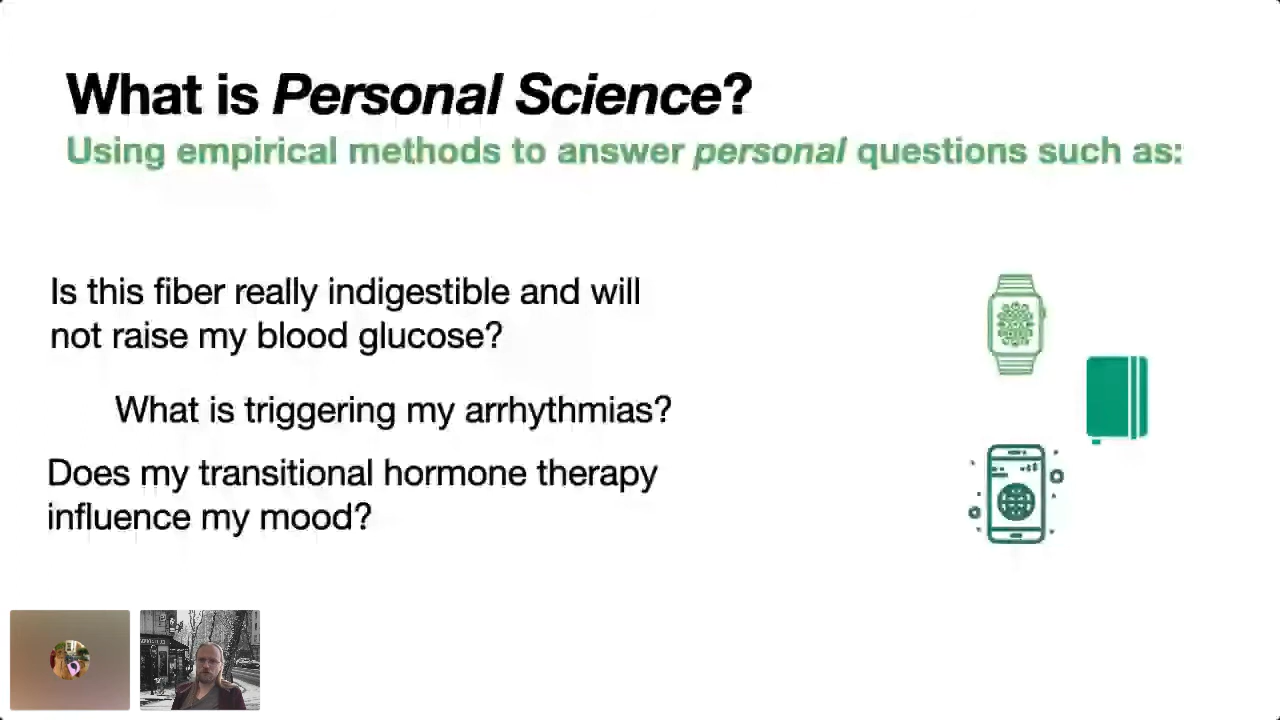 What is Personal Science?
Using empirical methods to answer personal questions such as:
Is this fiber really indigestible and will
not raise my blood glucose?
What is triggering my arrhythmias?
Does my transitional hormone therapy
influence my mood?